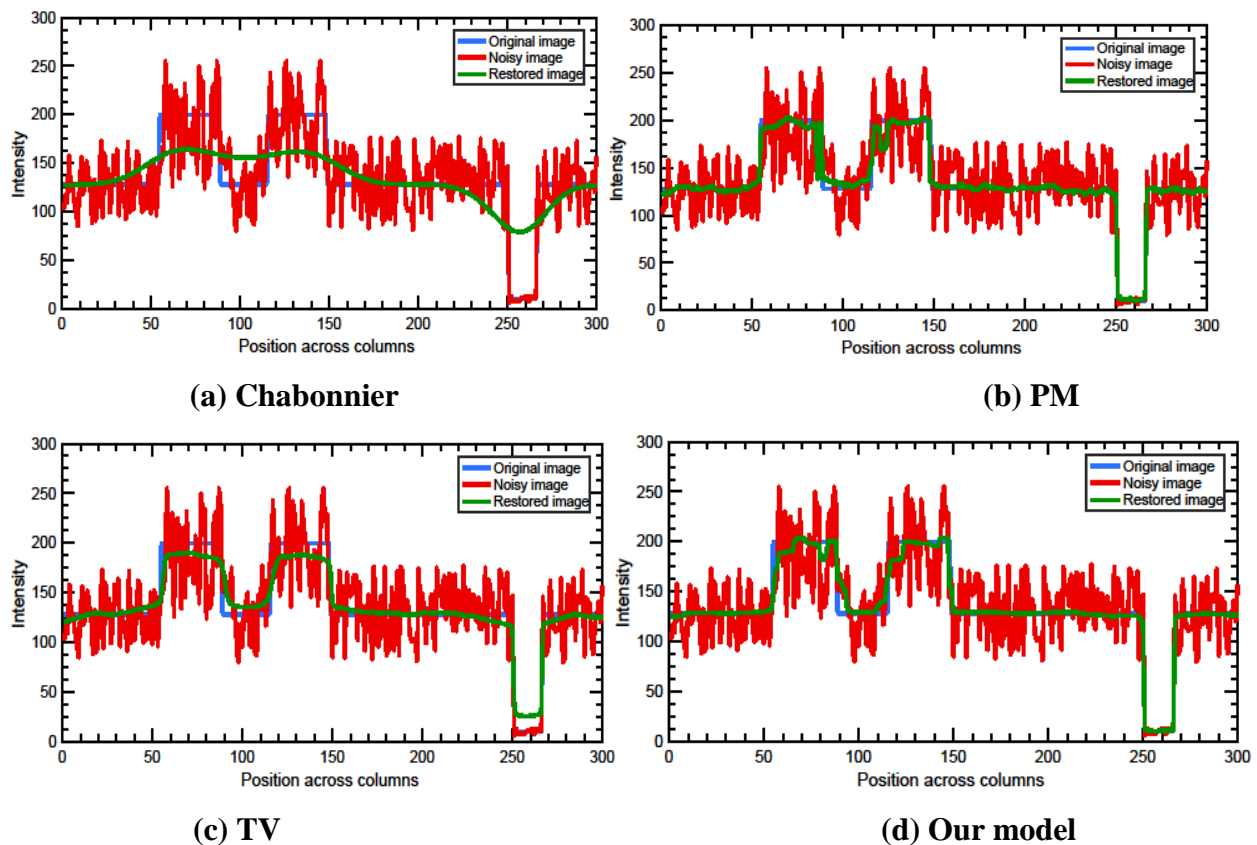 300
250
200
150
100
50
0
Intensity
Original image
Noisy image
Restored image
0 50 100 150 200 250 300
Position across columns
(a) Chabonnier
300
250
200
150
100
50
0
Intensity
Original image
Noisy image
Restored image
0 50 100 150 200 250 300
Position across columns
(b) PM
300
250
200
150
100
50
0
Intensity
Original image
Noisy image
Restored image
0 50 100 150 200 250 300
Position across columns
(c) TV
300
250
200
150
100
50
0
Intensity
Original image
Noisy image
Restored image
0 50 100 150 200 250 300
Position across columns
(d) Our model